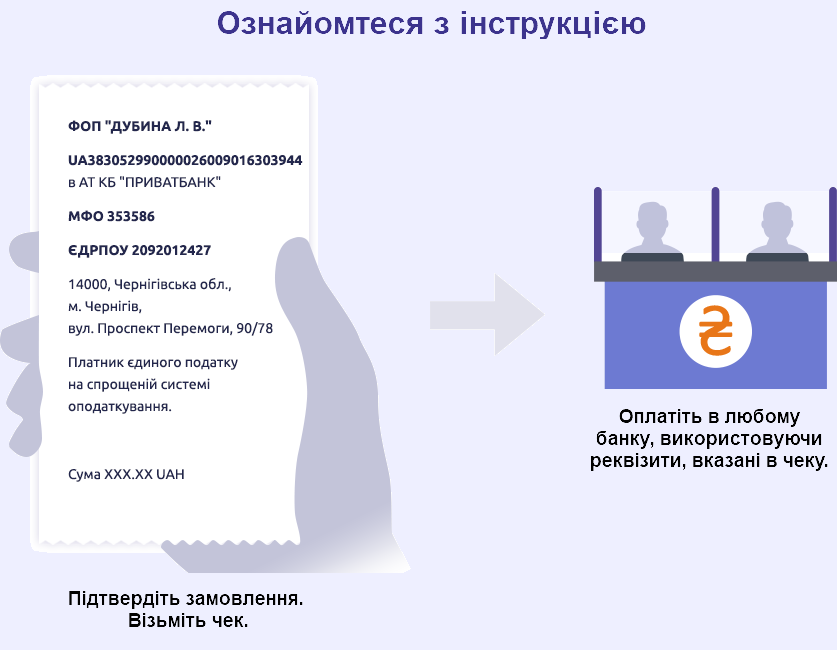 Ознайомтеся з інструкцією
ФОП "ДУБИНА Л. В."
UA383052990000026009016303944
в АТ КБ "ПРИВАТБАНК"
МФО 353586
ЄДРПОУ 2092012427
14000, Чернігівська обл.,
м. Чернігів,
вул. Проспект Перемоги, 90/78
Платник єдиного податку
на спрощеній системі
оподаткування.
Сума XXX.XX UAH
Підтвердіть замовлення.
Візьміть чек.
₴
Оплатіть в любому
банку, використовуючи
реквізити, вказані в чеку.